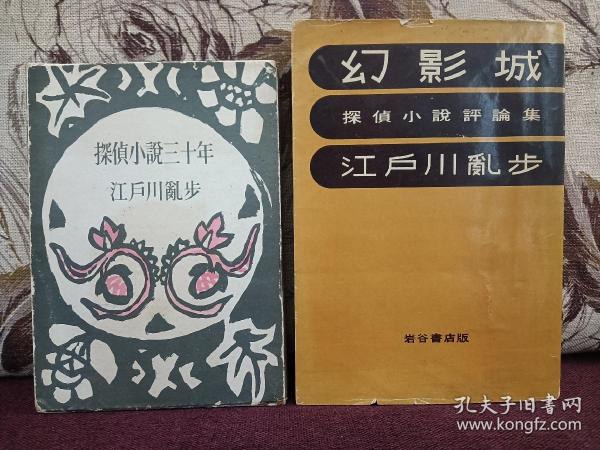 探偵小説三十年
江戸川亂步
幻影城
探偵小說評論集
江戸川亂步
岩谷書店版
孔夫子旧书网
www.kongfz.com